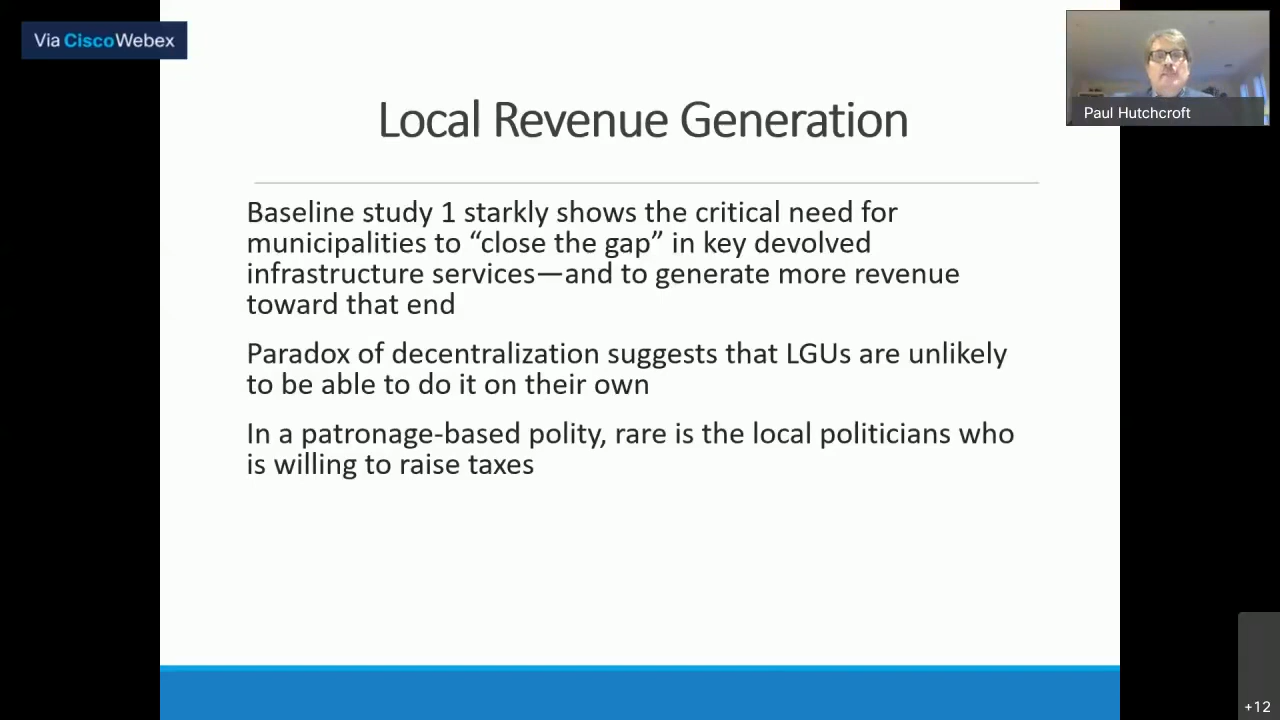 Via CiscoWebex
Paul Hutchcroft
Local Revenue Generation
Baseline study 1 starkly shows the critical need for
municipalities to “close the gap” in key devolved
infrastructure services—and to generate more revenue
toward that end
Paradox of decentralization suggests that LGUs are unlikely
to be able to do it on their own
In a patronage-based polity, rare is the local politicians who
is willing to raise taxes
+12